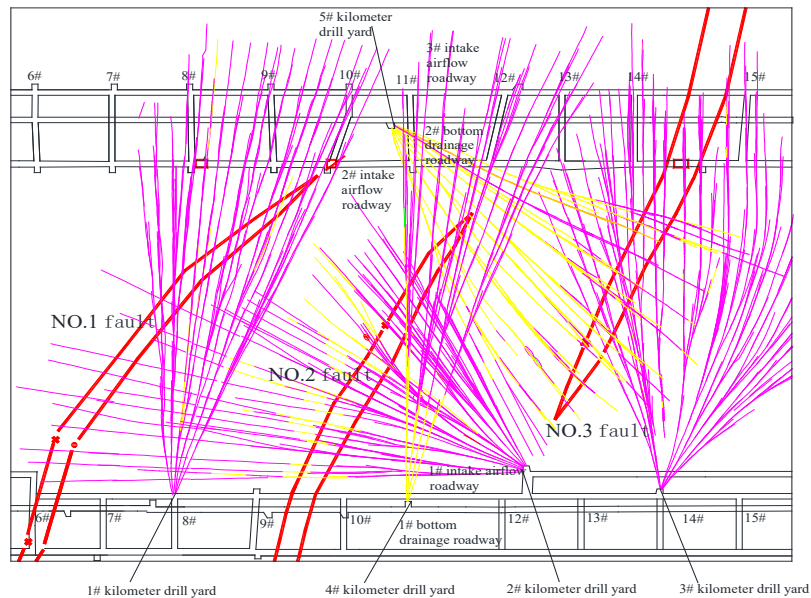 5# kilometer
drill yard
3# intake
airflow
roadway
6#
7#
8#
9#
10#
11#
12#
13#
14#
15#
2# bottom
drainage
roadway
2# intake
airflow
roadway
NO.1 fault
NO.2 fault
NO.3 fault
1# intake airflow
roadway
6#
7#
8#
9#
10#
1# bottom
drainage roadway
12#
13#
14#
15#
1# kilometer drill yard
4# kilometer drill yard
2# kilometer drill yard
3# kilometer drill yard